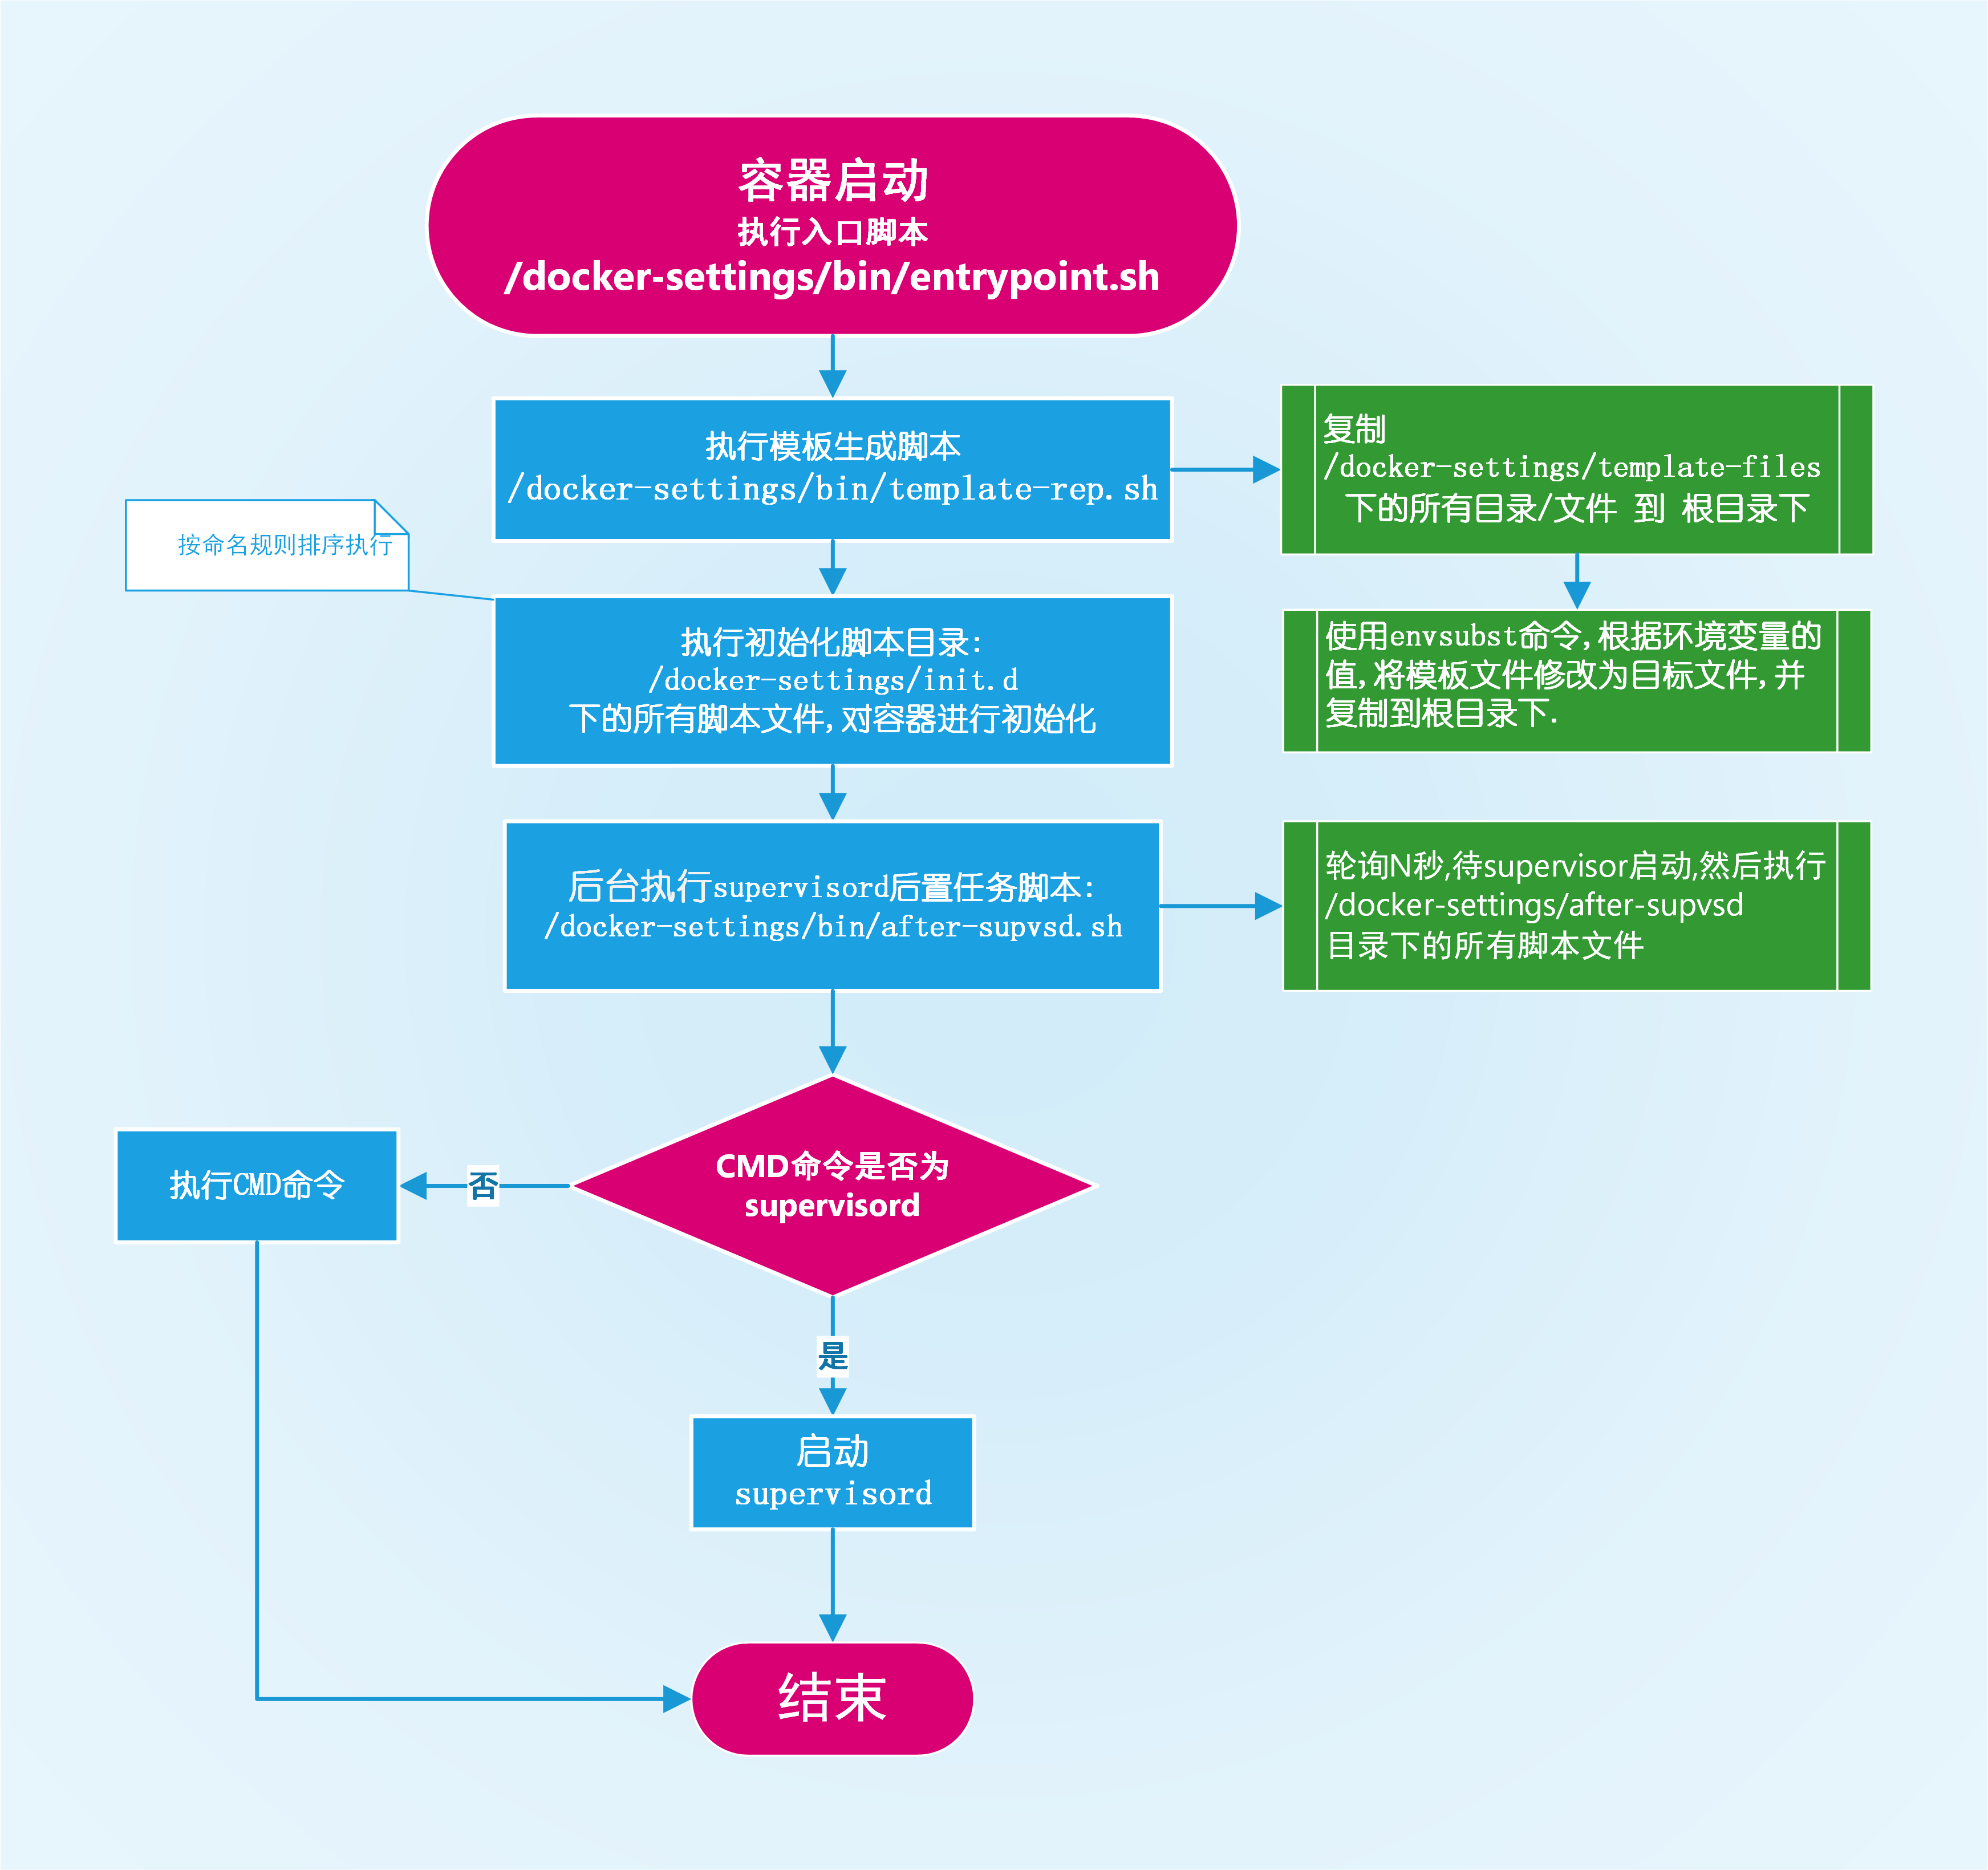 容器启动
执行入口脚本
/docker-settings/bin/entrypoint.sh
执行模板生成脚本
/docker-settings/bin/template-rep.sh
复制
/docker-settings/template-files
下的所有目录/文件 到 根目录下
按命名规则排序执行
执行初始化脚本目录:
/docker-settings/init.d
下的所有脚本文件,对容器进行初始化
使用envsubst命令,根据环境变量的
值,将模板文件修改为目标文件,并
复制到根目录下.
后台执行supervisord后置任务脚本:
/docker-settings/bin/after-supvsd.sh
轮询N秒,待supervisor启动,然后执行
/docker-settings/after-supvsd
目录下的所有脚本文件
CMD命令是否为
supervisord
否
执行CMD命令
是
启动
supervisord
结束